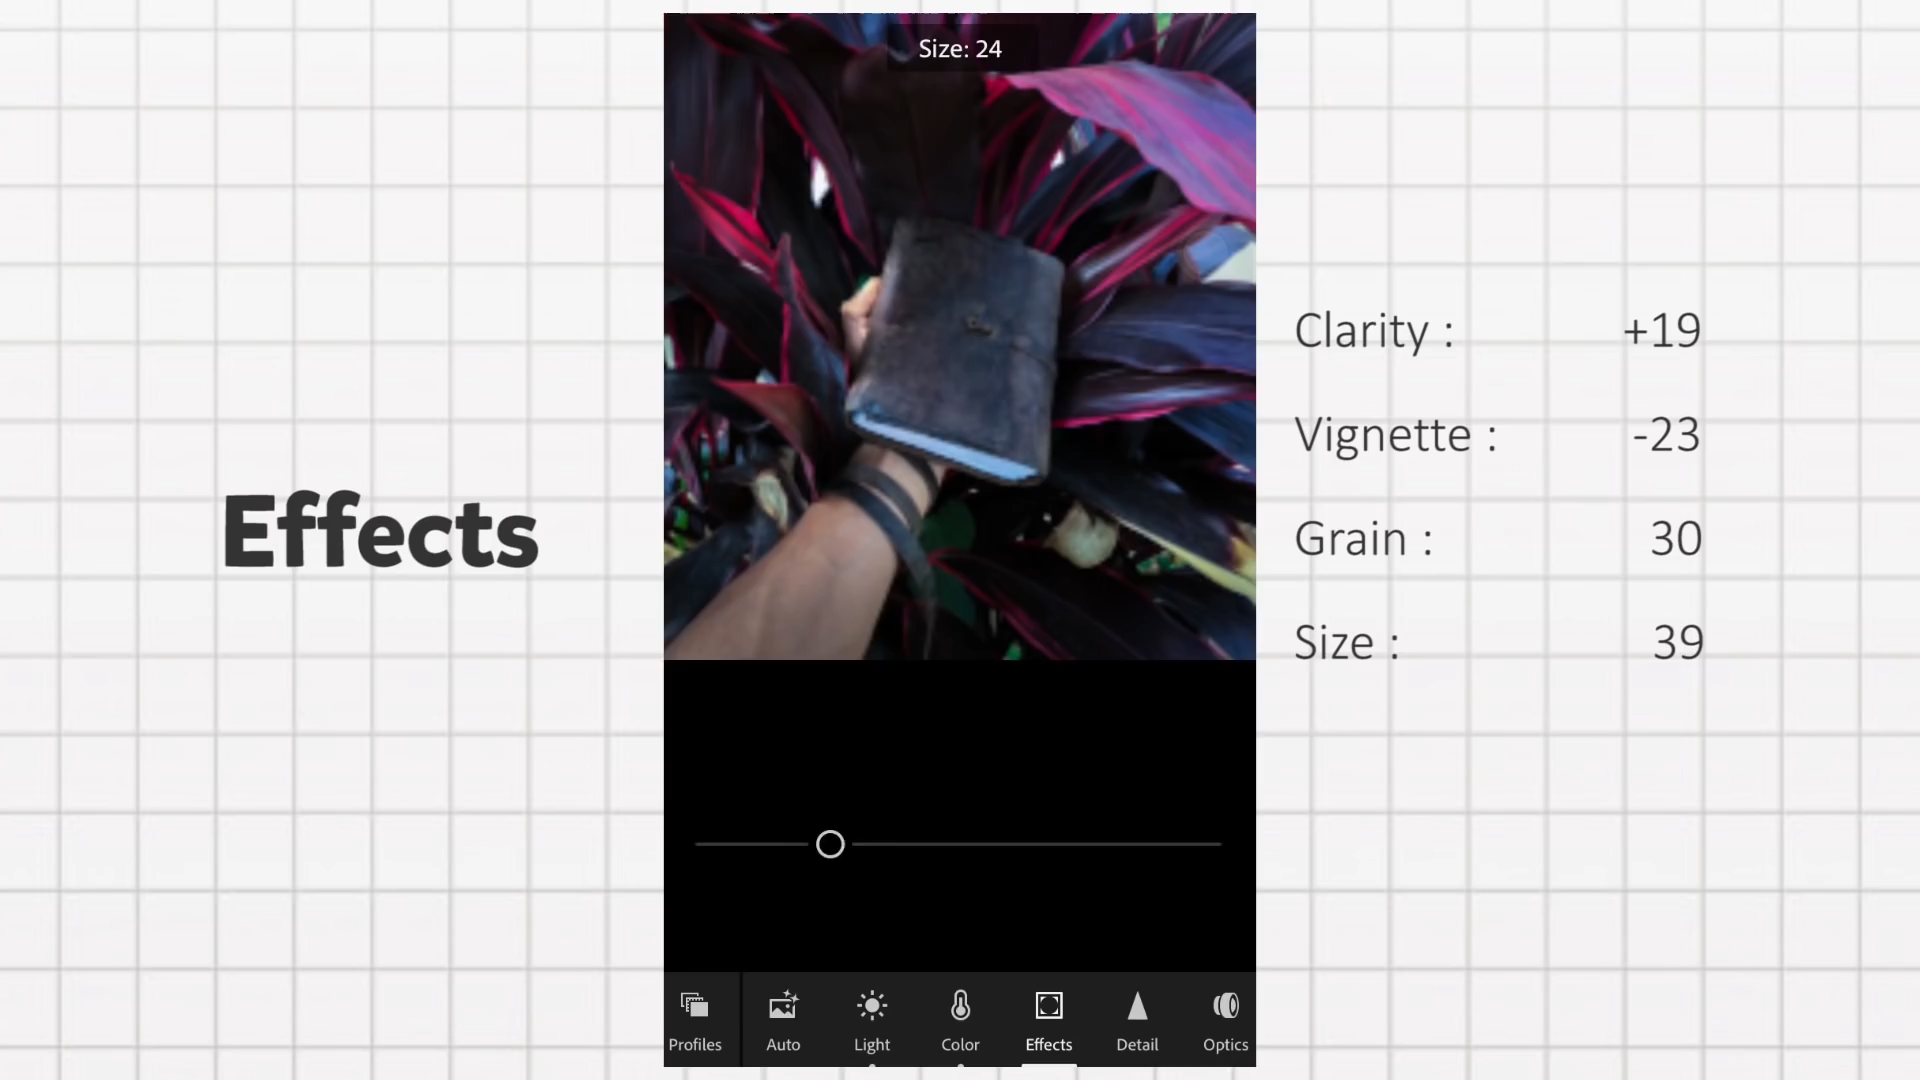 Effects
Size: 24
Clarity : +19
Vignette : -23
Grain : 30
Size : 39
Profiles Auto Light Color Effects Detail Optics